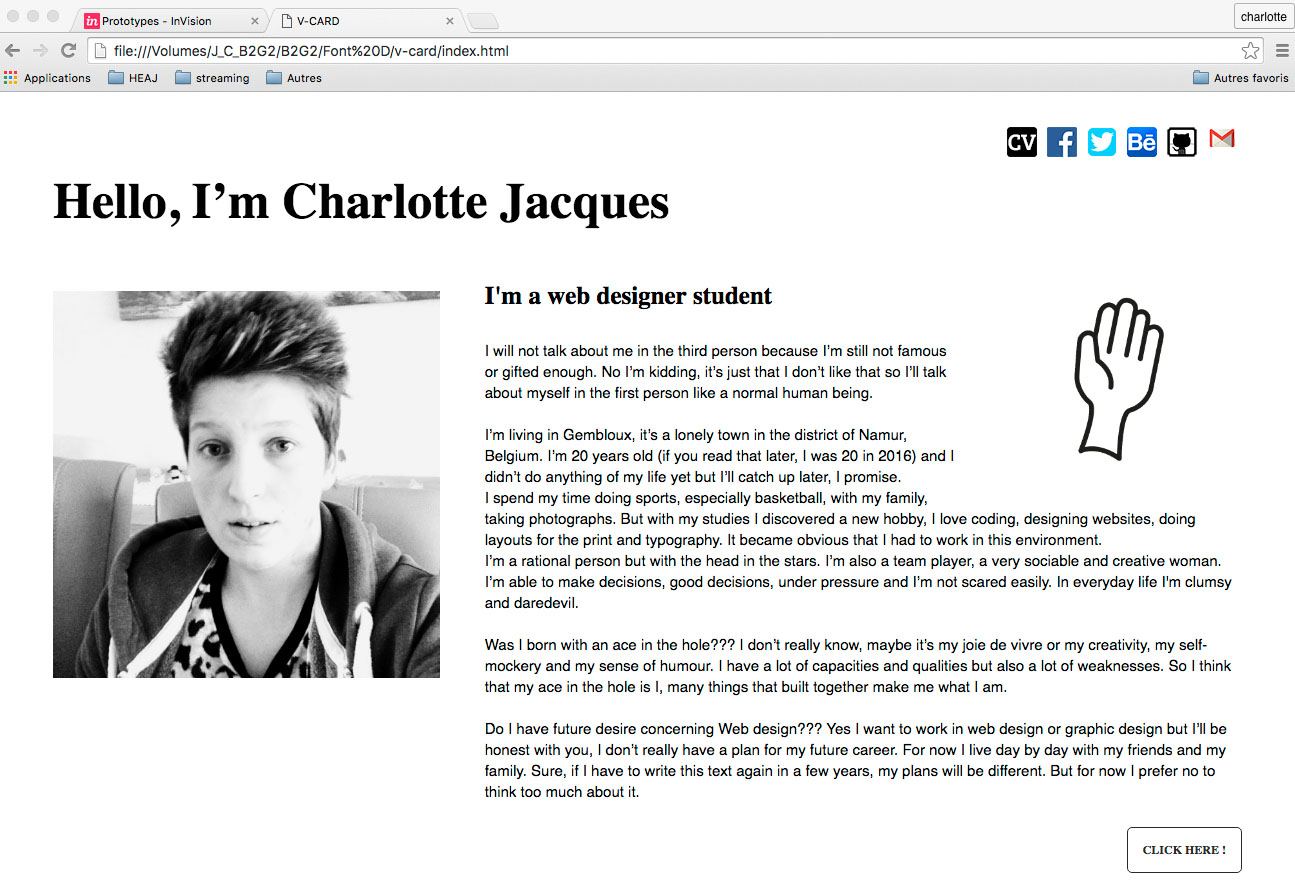 Prototypes - InVision
V-CARD
charlotte
file:///Volumes/J_C_B2G2/B2G2/Font%20D/v-card/index.html
Applications
HEAJ
streaming
Autres
Autres favoris
CV
Bē
Hello, I’m Charlotte Jacques
I'm a web designer student
I will not talk about me in the third person because I’m still not famous
or gifted enough. No I’m kidding, it’s just that I don’t like that so I’ll talk
about myself in the first person like a normal human being.
I’m living in Gembloux, it’s a lonely town in the district of Namur,
Belgium. I’m 20 years old (if you read that later, I was 20 in 2016) and I
didn’t do anything of my life yet but I’ll catch up later, I promise.
I spend my time doing sports, especially basketball, with my family,
taking photographs. But with my studies I discovered a new hobby, I love coding, designing websites, doing
layouts for the print and typography. It became obvious that I had to work in this environment.
I’m a rational person but with the head in the stars. I’m also a team player, a very sociable and creative woman.
I’m able to make decisions, good decisions, under pressure and I’m not scared easily. In everyday life I'm clumsy
and daredevil.
Was I born with an ace in the hole??? I don’t really know, maybe it’s my joie de vivre or my creativity, my self-
mockery and my sense of humour. I have a lot of capacities and qualities but also a lot of weaknesses. So I think
that my ace in the hole is I, many things that built together make me what I am.
Do I have future desire concerning Web design??? Yes I want to work in web design or graphic design but I’ll be
honest with you, I don’t really have a plan for my future career. For now I live day by day with my friends and my
family. Sure, if I have to write this text again in a few years, my plans will be different. But for now I prefer no to
think too much about it.
CLICK HERE !